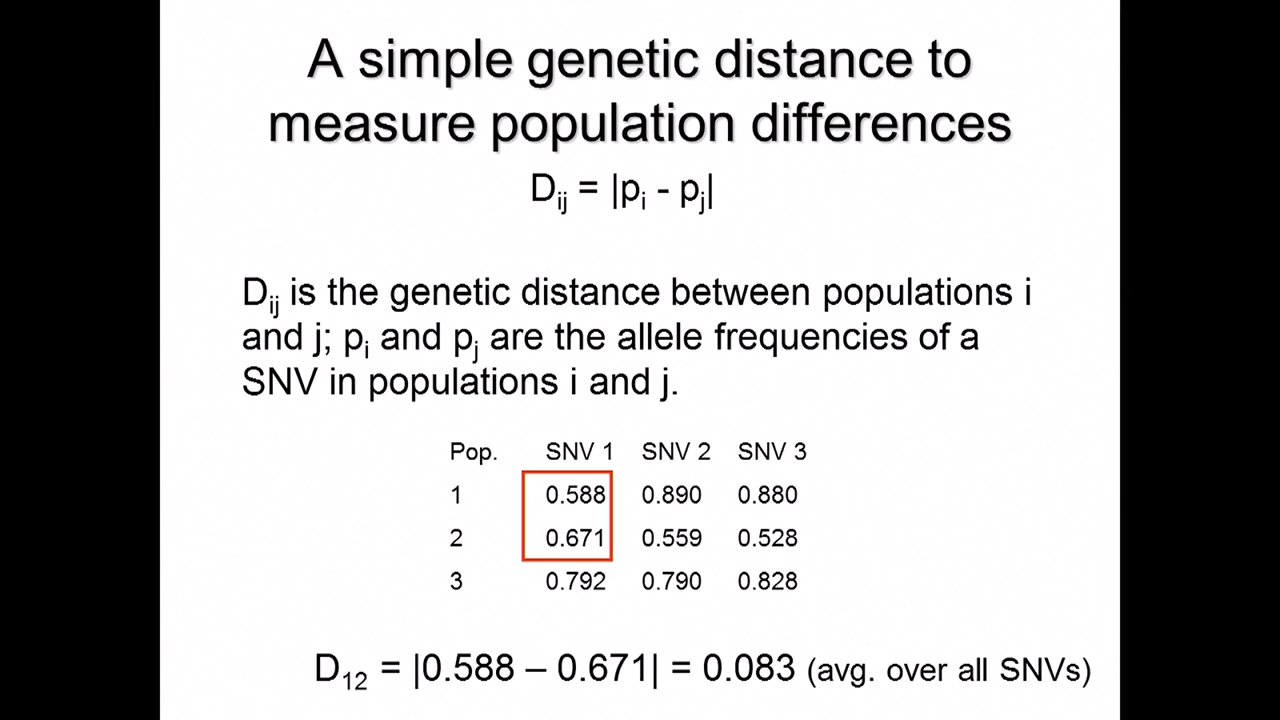 A simple genetic distance to
measure population differences
Dij = |pi - pj|
Dij is the genetic distance between populations i
and j; pi and pj are the allele frequencies of a
SNV in populations i and j.
Pop. SNV 1 SNV 2 SNV 3
1 0.588 0.890 0.880
2 0.671 0.559 0.528
3 0.792 0.790 0.828
D12 = |0.588 – 0.671| = 0.083 (avg. over all SNVs)